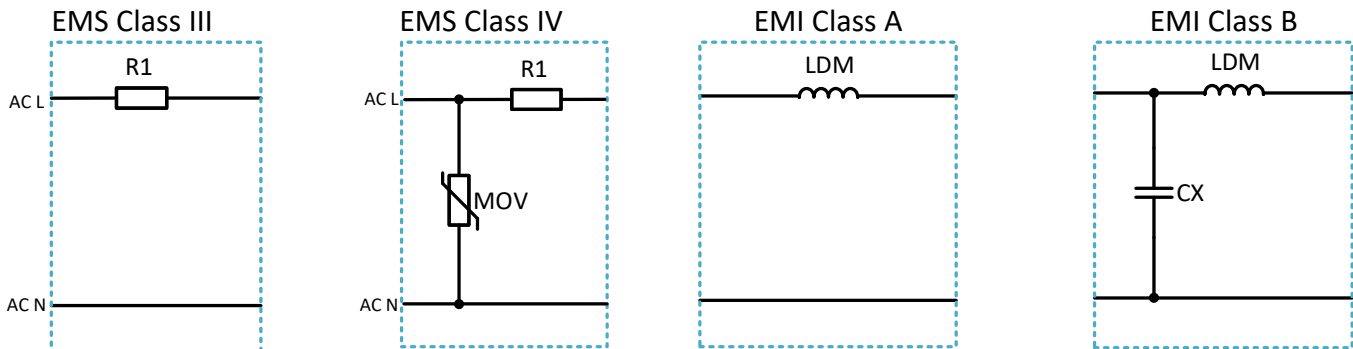 EMS Class III
EMS Class IV
EMI Class A
EMI Class B
R1
R1
LDM
LDM
AC L
AC L
MOV
CX
AC N
AC N